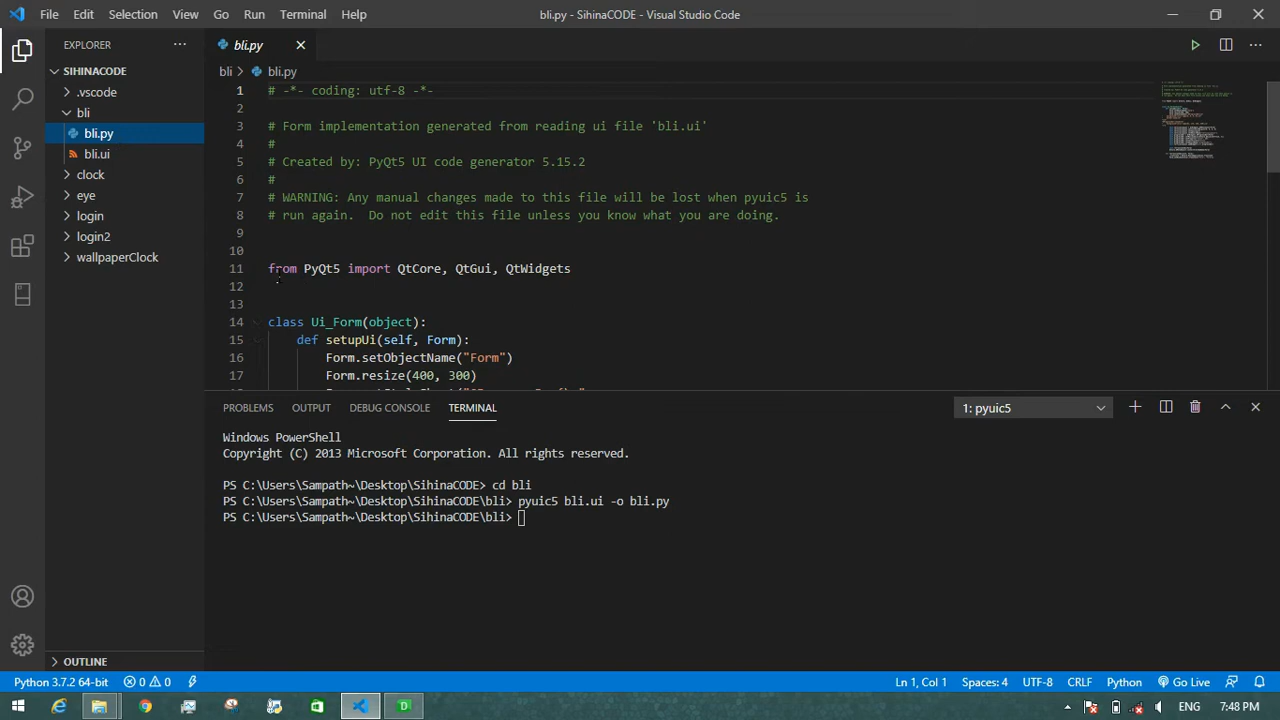 File Edit Selection View Go Run Terminal Help
bli.py - SihinaCODE - Visual Studio Code
EXPLORER
SIHINACODE
.vscode
bli
bli.py
bli.ui
clock
eye
login
login2
wallpaperClock
OUTLINE
bli.py
bli > bli.py
1 # -*- coding: utf-8 -*-
2
3 # Form implementation generated from reading ui file 'bli.ui'
4 #
5 # Created by: PyQt5 UI code generator 5.15.2
6 #
7 # WARNING: Any manual changes made to this file will be lost when pyuic5 is
8 # run again.  Do not edit this file unless you know what you are doing.
9
10
11 from PyQt5 import QtCore, QtGui, QtWidgets
12
13
14 class Ui_Form(object):
15 def setupUi(self, Form):
16 Form.setObjectName("Form")
17 Form.resize(400, 300)
PROBLEMS OUTPUT DEBUG CONSOLE TERMINAL
1: pyuic5
Windows PowerShell
Copyright (C) 2013 Microsoft Corporation. All rights reserved.
PS C:\Users\Sampath~\Desktop\SihinaCODE> cd bli
PS C:\Users\Sampath~\Desktop\SihinaCODE\bli> pyuic5 bli.ui -o bli.py
PS C:\Users\Sampath~\Desktop\SihinaCODE\bli>
Python 3.7.2 64-bit 0 0 Ln 1, Col 1 Spaces: 4 UTF-8 CRLF Python Go Live
ENG 7:48 PM